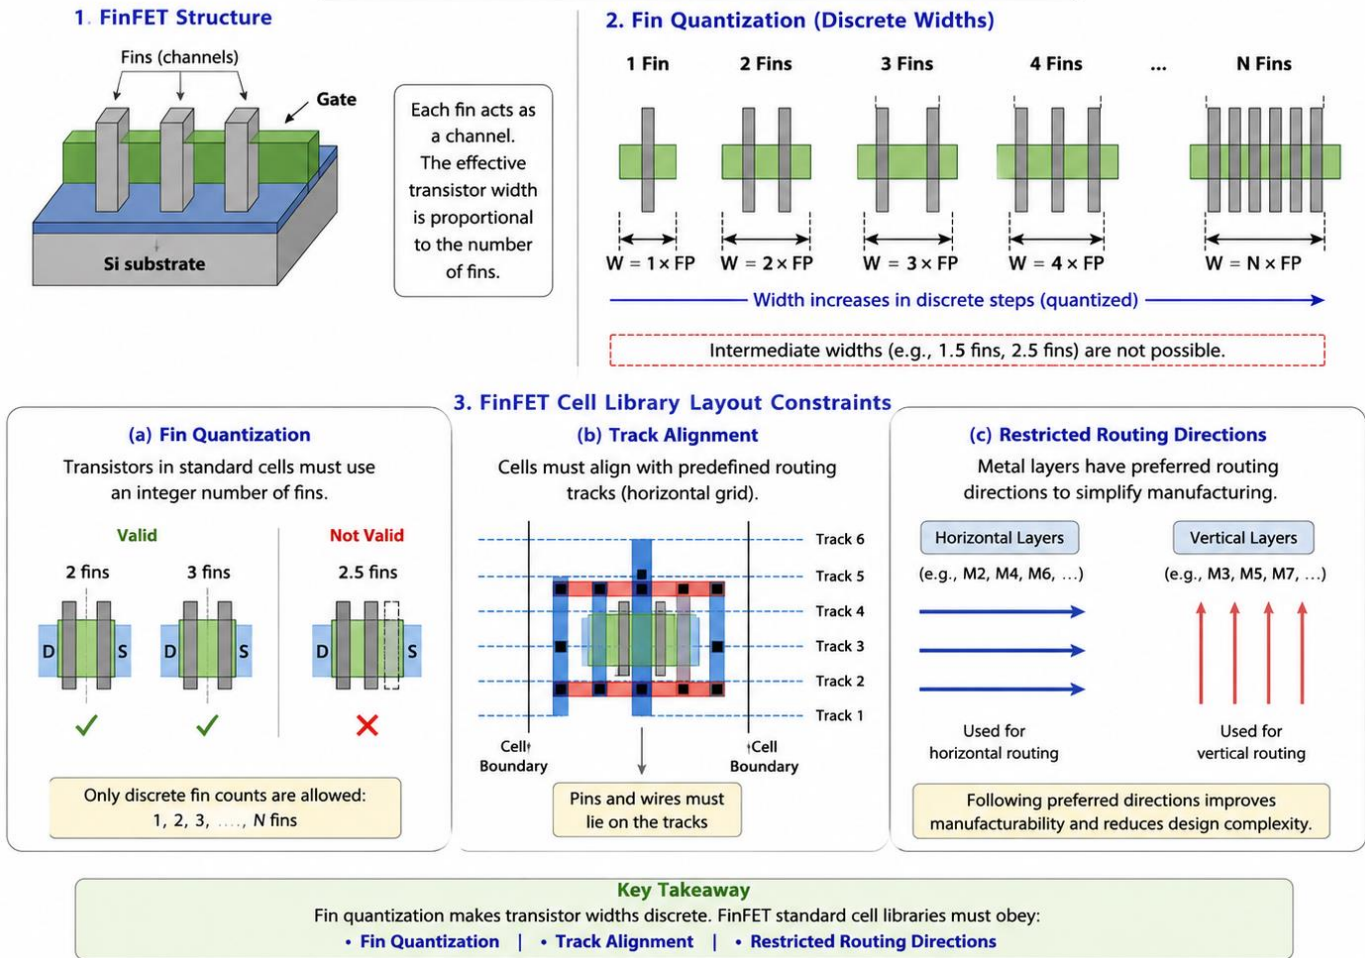 1. FinFET Structure
Fins (channels)
Gate
Si substrate
Each fin acts as
a channel.
The effective
transistor width
is proportional
to the number
of fins.
2. Fin Quantization (Discrete Widths)
1 Fin
2 Fins
3 Fins
4 Fins
...
N Fins
W = 1 × FP
W = 2 × FP
W = 3 × FP
W = 4 × FP
W = N × FP
Width increases in discrete steps (quantized)
Intermediate widths (e.g., 1.5 fins, 2.5 fins) are not possible.
3. FinFET Cell Library Layout Constraints
(a) Fin Quantization
Transistors in standard cells must use
an integer number of fins.
Valid
Not Valid
2 fins
3 fins
2.5 fins
D S
D S
D S
Only discrete fin counts are allowed:
1, 2, 3, ...., N fins
(b) Track Alignment
Cells must align with predefined routing
tracks (horizontal grid).
Track 6
Track 5
Track 4
Track 3
Track 2
Track 1
Cell
Boundary
Cell
Boundary
Pins and wires must
lie on the tracks
(c) Restricted Routing Directions
Metal layers have preferred routing
directions to simplify manufacturing.
Horizontal Layers
(e.g., M2, M4, M6, ...)
Used for
horizontal routing
Vertical Layers
(e.g., M3, M5, M7, ...)
Used for
vertical routing
Following preferred directions improves
manufacturability and reduces design complexity.
Key Takeaway
Fin quantization makes transistor widths discrete. FinFET standard cell libraries must obey:
• Fin Quantization | • Track Alignment | • Restricted Routing Directions